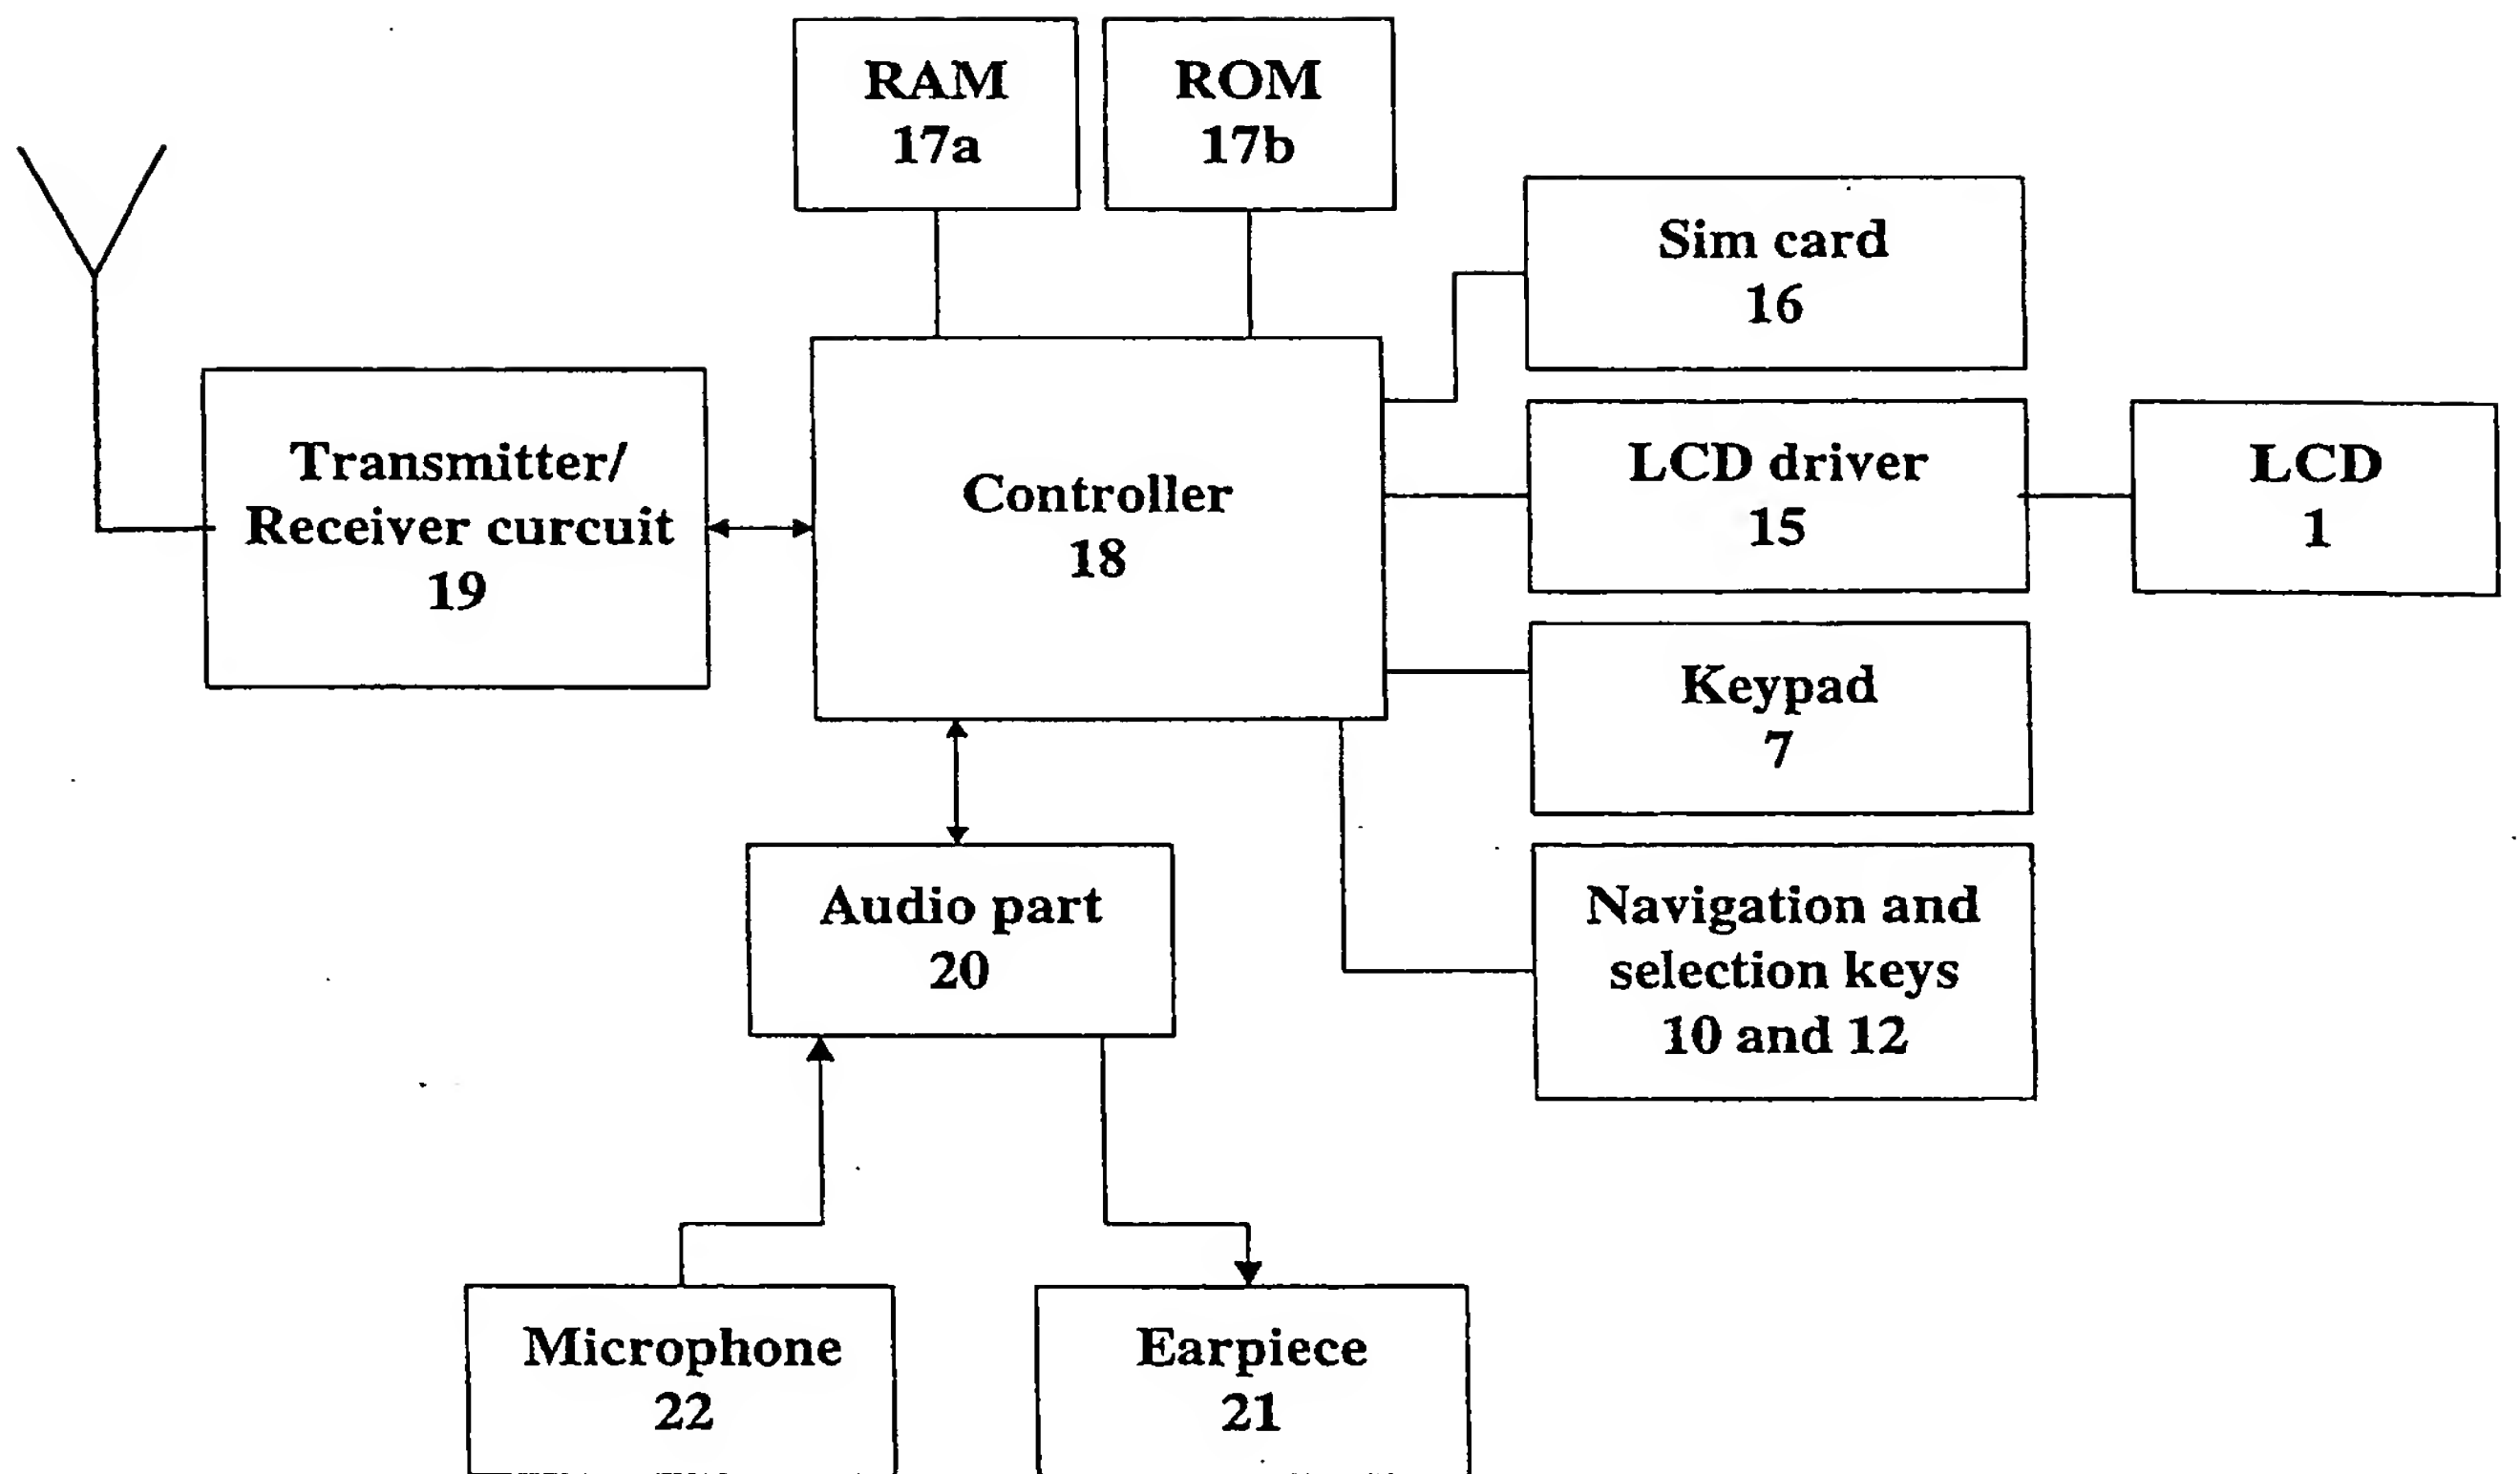 RAM
17a
ROM
17b
Sim card
16
Transmitter/
Receiver curcuit
19
Controller
18
LCD driver
15
LCD
1
Keypad
7
Audio part
20
Navigation and
selection keys
10 and 12
Microphone
22
Earpiece
21